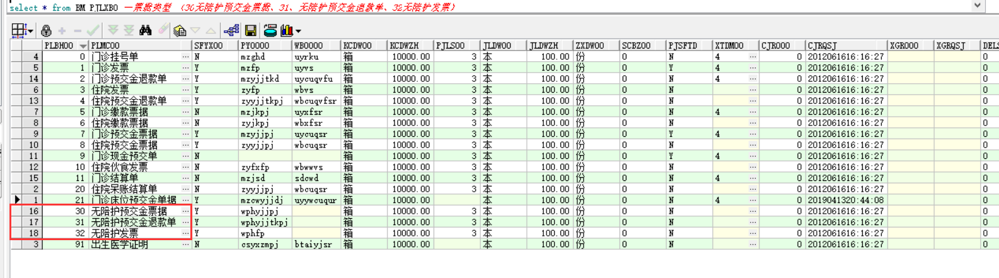 select * from BM PJLXB0 —票据类型 （30无陪护预交金票据、31、无陪护预交金退款单、32无陪护发票）
PLBH00 PLMC00 SFYX00 PY0000 WB0000 KCDW00 KCDWZH PJLS00 JLDW00 JLDWZH ZXDW00 SCBZ00 PJSFTD XTDM00 CJR000 CJRQSJ XGR000 XGRQSJ DELS
4 0 门诊挂号单 ... N mzghd uyrku 箱 10000.00 3 本 100.00 份 0 N 4 ... 0 2012061616:16:27 0
5 1 门诊发票 ... Y mzfp uyvs 箱 10000.00 3 本 100.00 份 0 Y 4 ... 0 2012061616:16:27 0
14 2 门诊预交金退款单 ... Y mzyjjtkd uycuqvfu 箱 10000.00 3 本 100.00 份 0 N 4 ... 0 2012061616:16:27 0
6 3 住院发票 ... Y zyfp wbvs 箱 10000.00 3 本 100.00 份 0 N ... 0 2012061616:16:27 0
13 4 住院预交金退款单 ... Y zyyjjtkpj wbcuqvfsr 箱 10000.00 3 本 100.00 份 0 N ... 0 2012061616:16:27 0
7 5 门诊缴款票据 ... N mzjkpj uyxfsr 箱 10000.00 3 本 100.00 份 0 N 4 ... 0 2012061616:16:27 0
8 6 住院缴款票据 ... N zyjkpj wbxfsr 箱 10000.00 3 本 100.00 份 0 N ... 0 2012061616:16:27 0
9 7 门诊预交金票据 ... Y mzyjjpj uycuqsr 箱 10000.00 3 本 100.00 份 0 Y 4 ... 0 2012061616:16:27 0
10 8 住院预交金票据 ... Y zyyjjpj wbcuqsr 箱 10000.00 3 本 100.00 份 0 N ... 0 2012061616:16:27 0
11 9 门诊现金预交单 ... N 箱 10000.00 3 本 100.00 份 0 Y 4 ... 0 2012061616:16:27 0
12 10 住院伙食发票 ... N zyfxfp wbwwvs 箱 10000.00 3 本 100.00 份 0 N ... 0 2012061616:16:27 0
15 11 门诊结算单 ... N mzjsd sdcwd 箱 10000.00 3 本 100.00 份 0 N 4 ... 0 2012061616:16:27 0
2 20 住院呆账结算单 ... N zyyjjpj wbcuqsr 箱 10000.00 3 本 100.00 份 0 N ... 0 2012061616:16:27 0
1 21 门诊床位预交金单据 ... Y mzcwyjjdj uyywcuqur 箱 10000.00 3 本 100.00 份 0 N 4 ... 0 2019041320:44:08 0
16 30 无陪护预交金票据 ... Y wphyjjpj 箱 10000.00 3 本 100.00 份 0 N ... 0 2012061616:16:27 0
17 31 无陪护预交金退款单 ... Y wphyjjtkpj 箱 10000.00 3 本 100.00 份 0 N ... 0 2012061616:16:27 0
18 32 无陪护发票 ... Y wphfp 箱 10000.00 3 本 100.00 份 0 N ... 0 2012061616:16:27 0
3 91 出生医学证明 ... N csyxzmpj btaiyjsr 箱 10000.00 本 100.00 份 0 N ... 0 2012061616:16:27 0